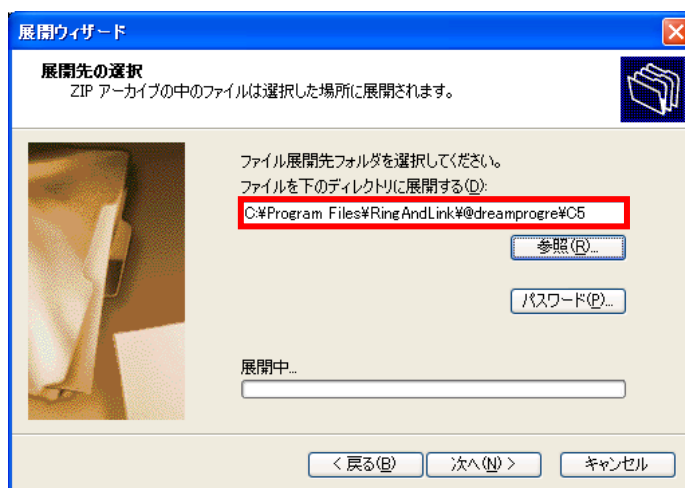 展開ウィザード
展開先の選択
ZIP アーカイブの中のファイルは選択した場所に展開されます。
ファイル展開先フォルダを選択してください。
ファイルを下のディレクトリに展開する(D):
C:¥Program Files¥RingAndLink¥@dreamprogre¥C5
参照(R)...
パスワード(P)...
展開中...
< 戻る(B)
次へ(N) >
キャンセル